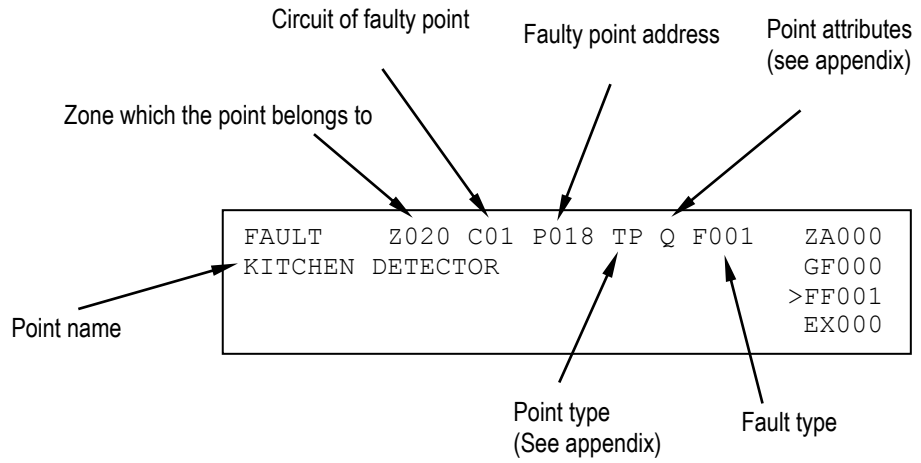 Circuit of faulty point
Faulty point address
Point attributes
(see appendix)
Zone which the point belongs to
FAULT Z020 C01 P018 TP Q F001 ZA000
KITCHEN DETECTOR GF000
>FF001
EX000
Point name
Point type
(See appendix)
Fault type